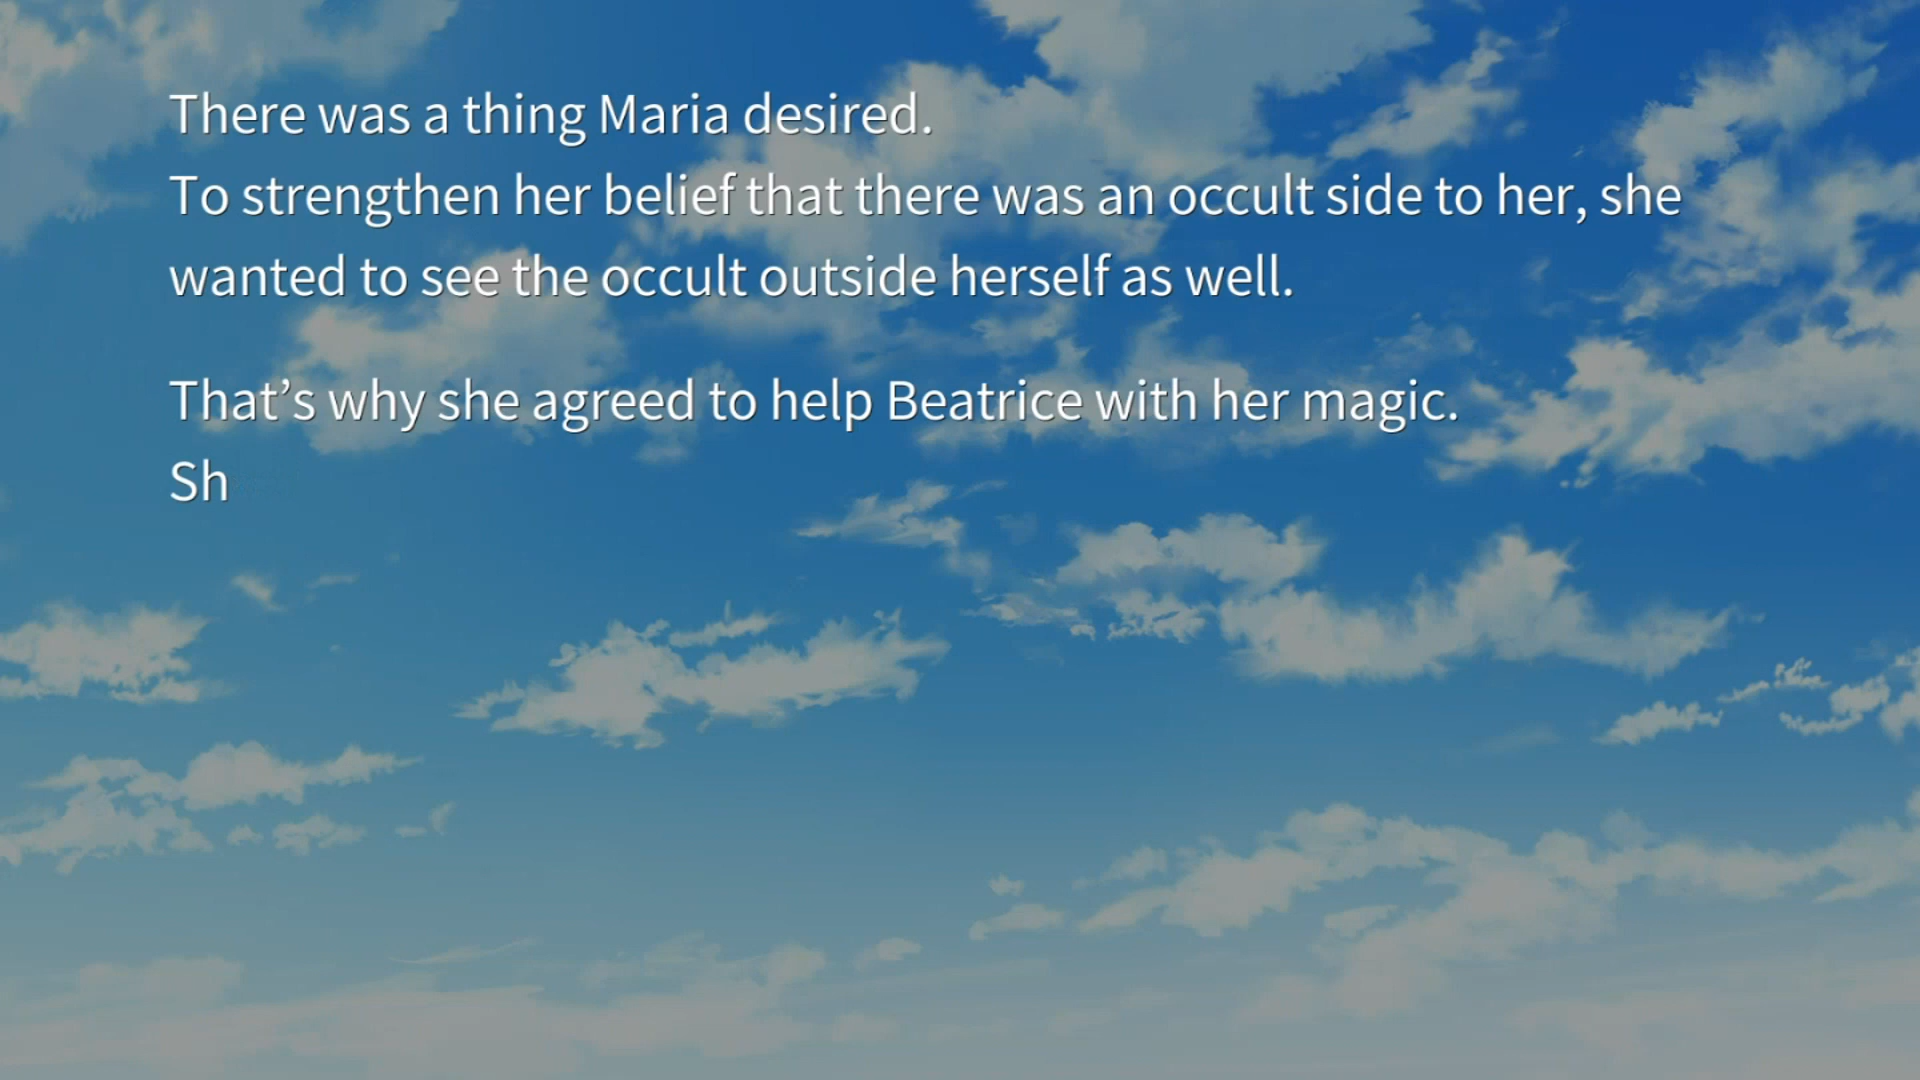 There was a thing Maria desired.
To strengthen her belief that there was an occult side to her, she
wanted to see the occult outside herself as well.
That’s why she agreed to help Beatrice with her magic.
Sh